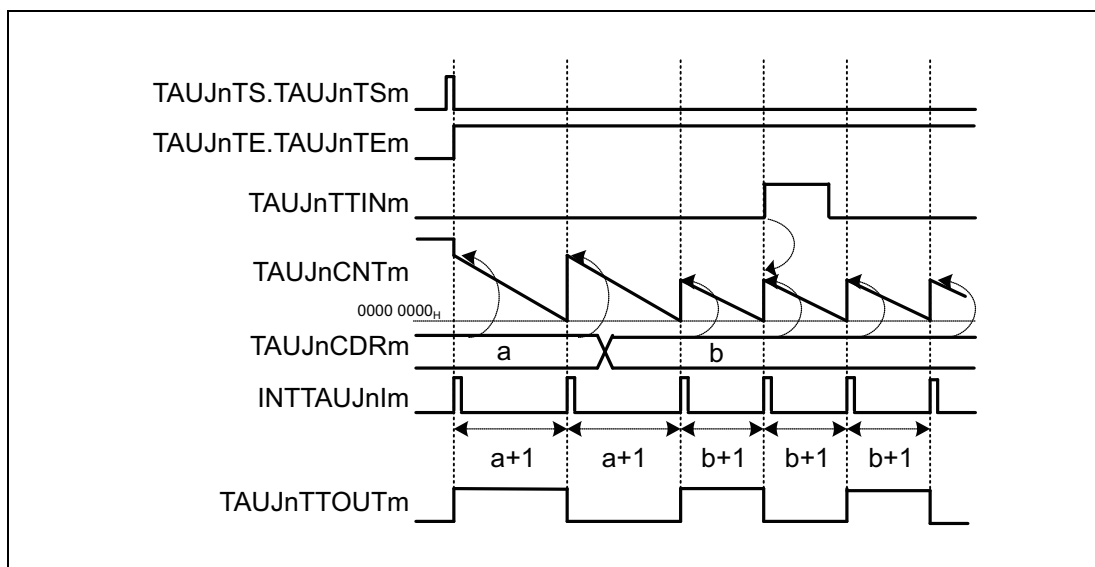 TAUJnTS.TAUJnTSm
TAUJnTE.TAUJnTEm
TAUJnTTINm
TAUJnCNTm
0000 0000H
TAUJnCDRm
a
b
INTTAUJnIm
a+1
a+1
b+1
b+1
b+1
TAUJnTTOUTm